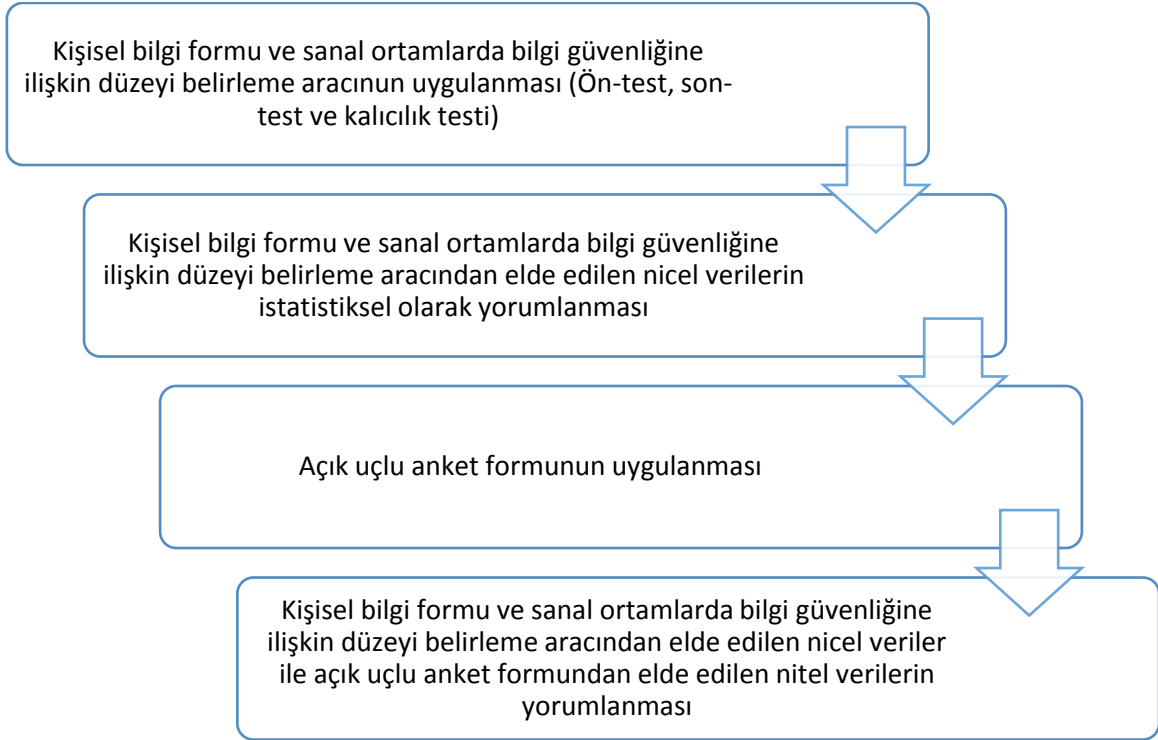 Kişisel bilgi formu ve sanal ortamlarda bilgi güvenliğine
ilişkin düzeyi belirleme aracının uygulanması (Ön-test, son-
test ve kalıcılık testi)
Kişisel bilgi formu ve sanal ortamlarda bilgi güvenliğine
ilişkin düzeyi belirleme aracından elde edilen nicel verilerin
istatistiksel olarak yorumlanması
Açık uçlu anket formunun uygulanması
Kişisel bilgi formu ve sanal ortamlarda bilgi güvenliğine
ilişkin düzeyi belirleme aracından elde edilen nicel veriler
ile açık uçlu anket formundan elde edilen nitel verilerin
yorumlanması